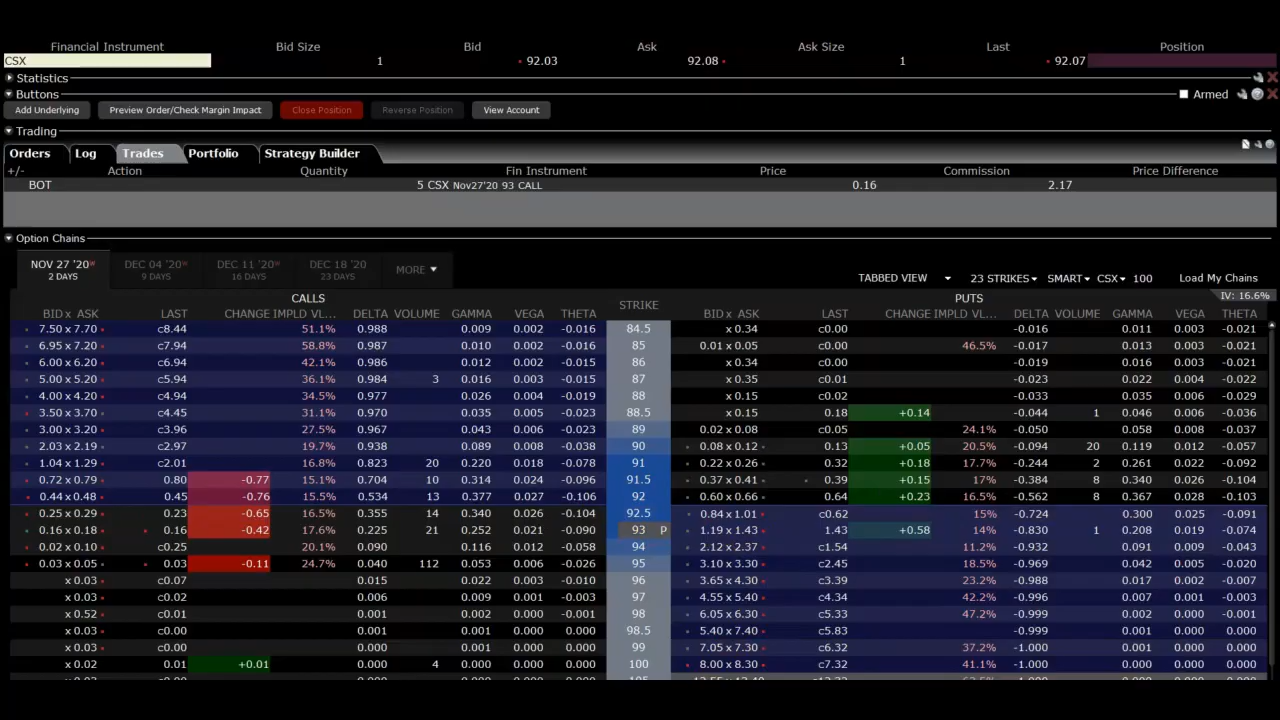 Financial Instrument Bid Size Bid Ask Ask Size Last Position
CSX 1 92.03 92.08 1 92.07
Statistics
Buttons Armed
Add Underlying Preview Order/Check Margin Impact Close Position Reverse Position View Account
Trading
Orders Log Trades Portfolio Strategy Builder
+/- Action Quantity Fin Instrument Price Commission Price Difference
BOT 5 CSX Nov27'20 93 CALL 0.16 2.17
Option Chains
NOV 27 '20W DEC 04 '20W DEC 11 '20W DEC 18 '20 MORE
2 DAYS 9 DAYS 16 DAYS 23 DAYS
TABBED VIEW 23 STRIKES SMART CSX 100 Load My Chains
IV: 16.6%
CALLS STRIKE PUTS
BID x ASK LAST CHANGE IMPLD VL... DELTA VOLUME GAMMA VEGA THETA BID x ASK LAST CHANGE IMPLD VL... DELTA VOLUME GAMMA VEGA THETA
7.50 x 7.70 c8.44 51.1% 0.988 0.009 0.002 -0.016 84.5 x 0.34 c0.00 -0.016 0.011 0.003 -0.021
6.95 x 7.20 c7.94 58.8% 0.987 0.010 0.002 -0.016 85 0.01 x 0.05 c0.00 46.5% -0.017 0.013 0.003 -0.021
6.00 x 6.20 c6.94 42.1% 0.986 0.012 0.002 -0.015 86 x 0.34 c0.00 -0.019 0.016 0.003 -0.021
5.00 x 5.20 c5.94 36.1% 0.984 3 0.016 0.003 -0.015 87 x 0.35 c0.01 -0.023 0.022 0.004 -0.022
4.00 x 4.20 c4.94 34.5% 0.977 0.026 0.004 -0.019 88 x 0.15 c0.02 -0.033 0.035 0.006 -0.029
3.50 x 3.70 c4.45 31.1% 0.970 0.035 0.005 -0.023 88.5 x 0.15 0.18 +0.14 -0.044 1 0.046 0.006 -0.036
3.00 x 3.20 c3.96 27.5% 0.967 0.043 0.006 -0.023 89 0.02 x 0.08 c0.05 24.1% -0.050 0.058 0.008 -0.037
2.03 x 2.19 c2.97 19.7% 0.938 0.089 0.008 -0.038 90 0.08 x 0.12 0.13 +0.05 20.5% -0.094 20 0.119 0.012 -0.057
1.04 x 1.29 c2.01 16.8% 0.823 20 0.220 0.018 -0.078 91 0.22 x 0.26 0.32 +0.18 17.7% -0.244 2 0.261 0.022 -0.092
0.72 x 0.79 0.80 -0.77 15.1% 0.704 10 0.314 0.024 -0.096 91.5 0.37 x 0.41 0.39 +0.15 17% -0.384 8 0.340 0.026 -0.104
0.44 x 0.48 0.45 -0.76 15.5% 0.534 13 0.377 0.027 -0.106 92 0.60 x 0.66 0.64 +0.23 16.5% -0.562 8 0.367 0.028 -0.103
0.25 x 0.29 0.23 -0.65 16.5% 0.355 14 0.340 0.026 -0.104 92.5 0.84 x 1.01 c0.62 15% -0.724 0.300 0.025 -0.091
0.16 x 0.18 0.16 -0.42 17.6% 0.225 21 0.252 0.021 -0.090 93 P 1.19 x 1.43 1.43 +0.58 14% -0.830 1 0.208 0.019 -0.074
0.02 x 0.10 c0.25 20.1% 0.090 0.116 0.012 -0.058 94 2.12 x 2.37 c1.54 11.2% -0.932 0.091 0.009 -0.043
0.03 x 0.05 0.03 -0.11 24.7% 0.040 112 0.053 0.006 -0.026 95 3.10 x 3.30 c2.45 18.5% -0.969 0.042 0.005 -0.020
x 0.03 c0.07 0.015 0.022 0.003 -0.010 96 3.65 x 4.30 c3.39 23.2% -0.988 0.017 0.002 -0.007
x 0.03 c0.02 0.006 0.009 0.001 -0.003 97 4.55 x 5.40 c4.34 42.2% -0.996 0.007 0.001 -0.003
x 0.52 c0.01 0.001 0.002 0.000 -0.001 98 6.05 x 6.30 c5.33 47.2% -0.999 0.002 0.000 -0.001
x 0.03 c0.00 0.001 0.001 0.000 0.000 98.5 5.40 x 7.40 c5.83 -0.999 0.001 0.000 0.000
x 0.03 c0.00 0.001 0.001 0.000 0.000 99 7.05 x 7.30 c6.32 37.2% -1.000 0.000 0.000 0.000
x 0.02 0.01 +0.01 0.000 4 0.000 0.000 0.000 100 8.00 x 8.30 c7.32 41.1% -1.000 0.000 0.000 0.000